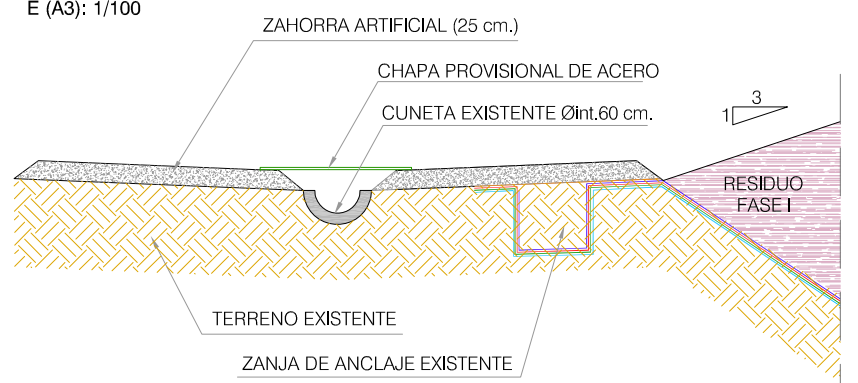 E (A3): 1/100
ZAHORRA ARTIFICIAL (25 cm.)
CHAPA PROVISIONAL DE ACERO
CUNETA EXISTENTE Øint.60 cm.
3
1
RESIDUO
FASE I
TERRENO EXISTENTE
ZANJA DE ANCLAJE EXISTENTE